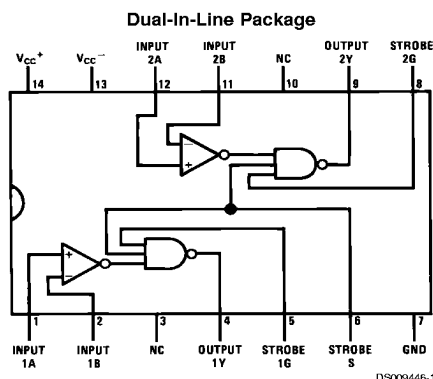 Dual-In-Line Package
VCC+ VCC− INPUT 2A INPUT 2B NC OUTPUT 2Y STROBE 2G
14 13 12 11 10 9 8
−
+
+
−
1 2 3 4 5 6 7
INPUT 1A INPUT 1B NC OUTPUT 1Y STROBE 1G STROBE S GND
DS009446-1